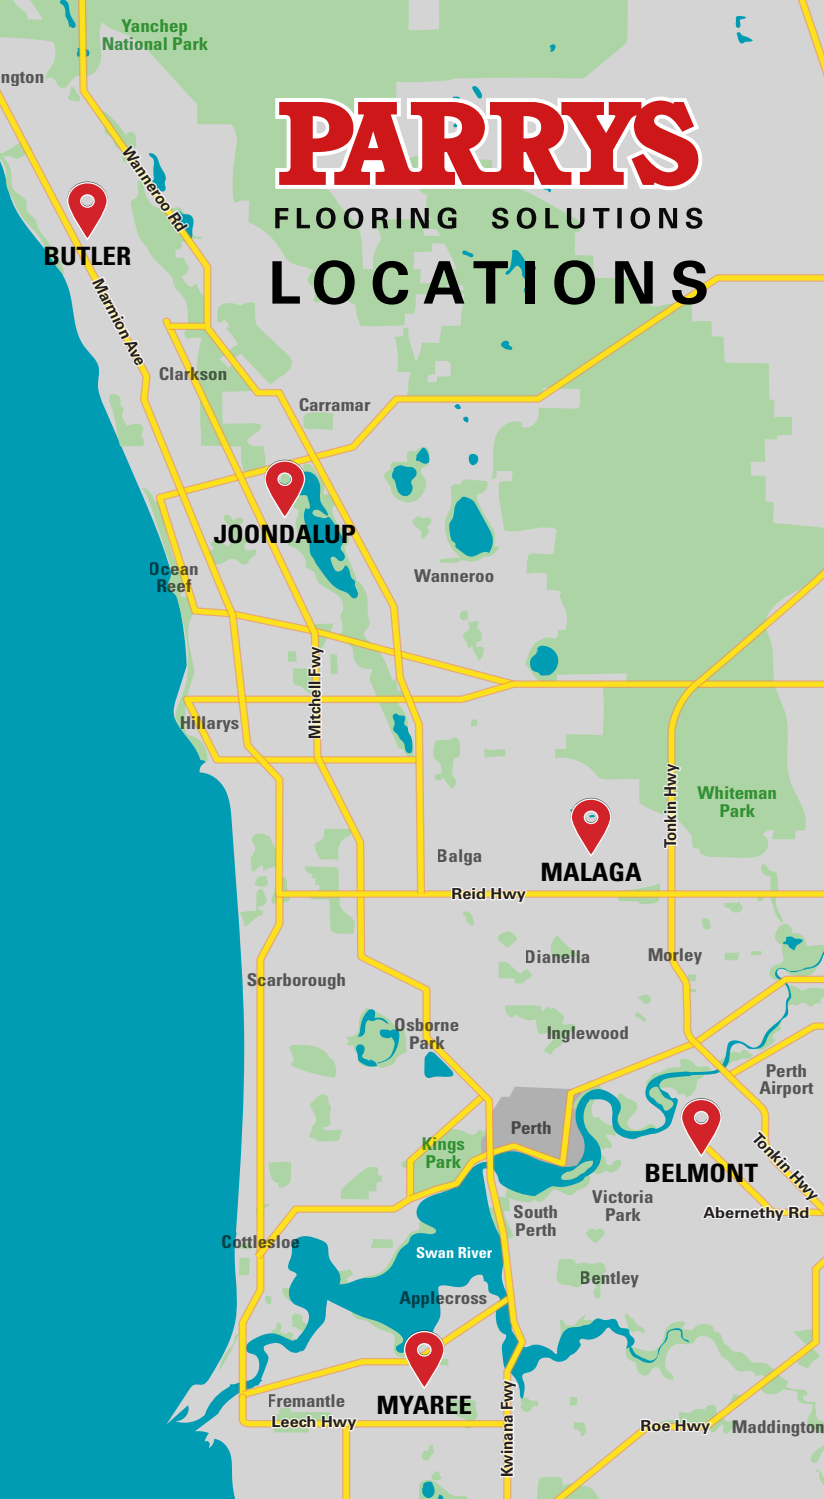 Yanchep
National Park
ngton
PARRYS
FLOORING SOLUTIONS
LOCATIONS
Wanneroo Rd
BUTLER
Marmion Ave
Clarkson
Carramar
JOONDALUP
Ocean
Reef
Wanneroo
Mitchell Fwy
Hillarys
Tonkin Hwy
Whiteman
Park
Balga
MALAGA
Reid Hwy
Dianella
Morley
Scarborough
Osborne
Park
Inglewood
Perth
Airport
Perth
Kings
Park
BELMONT
Tonkin Hwy
Victoria
Park
Abernethy Rd
South
Perth
Cottlesloe
Swan River
Bentley
Applecross
Fremantle
MYAREE
Leech Hwy
Kwinana Fwy
Roe Hwy
Maddington